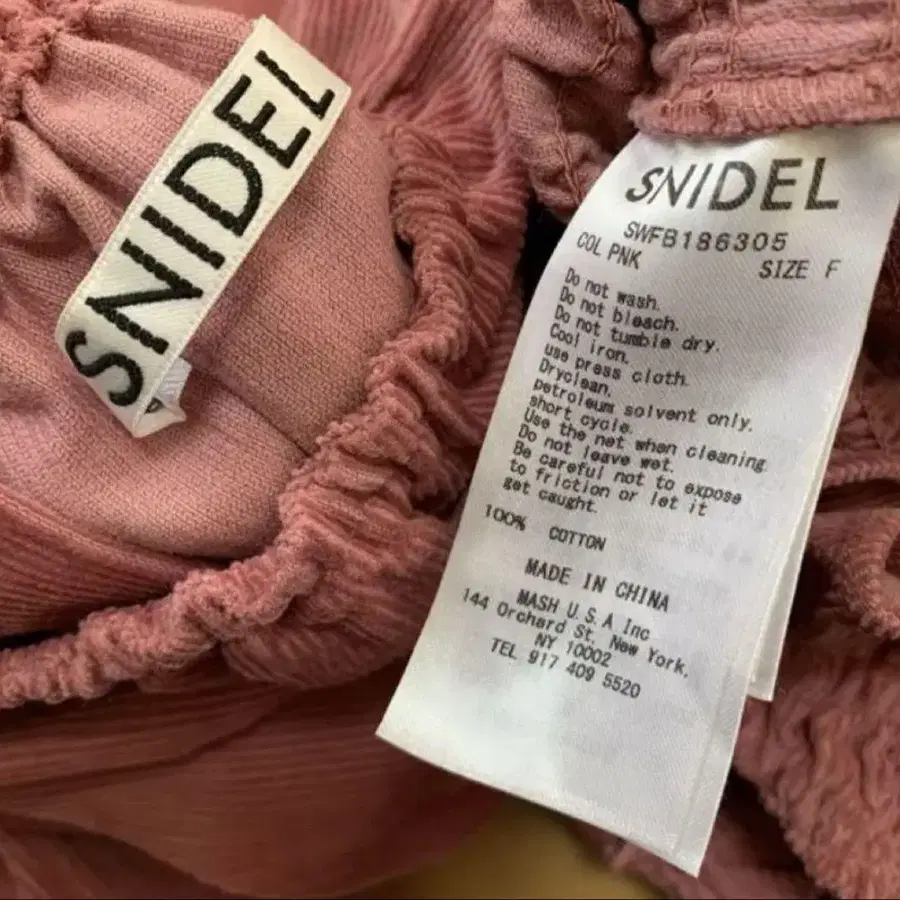 SNIDEL
SNIDEL
SWFB186305
COL PNK
SIZE F
Do not wash.
Do not bleach.
Do not tumble dry.
Cool iron.
use press cloth.
Dryclean.
petroleum solvent only.
short cycle.
Use the net when cleaning
Do not leave wet.
Be careful not to expose
to friction or let it
get caught.
100% COTTON
MADE IN CHINA
MASH U.S.A Inc
144 Orchard St. New York,
NY 10002
TEL 917 409 5520